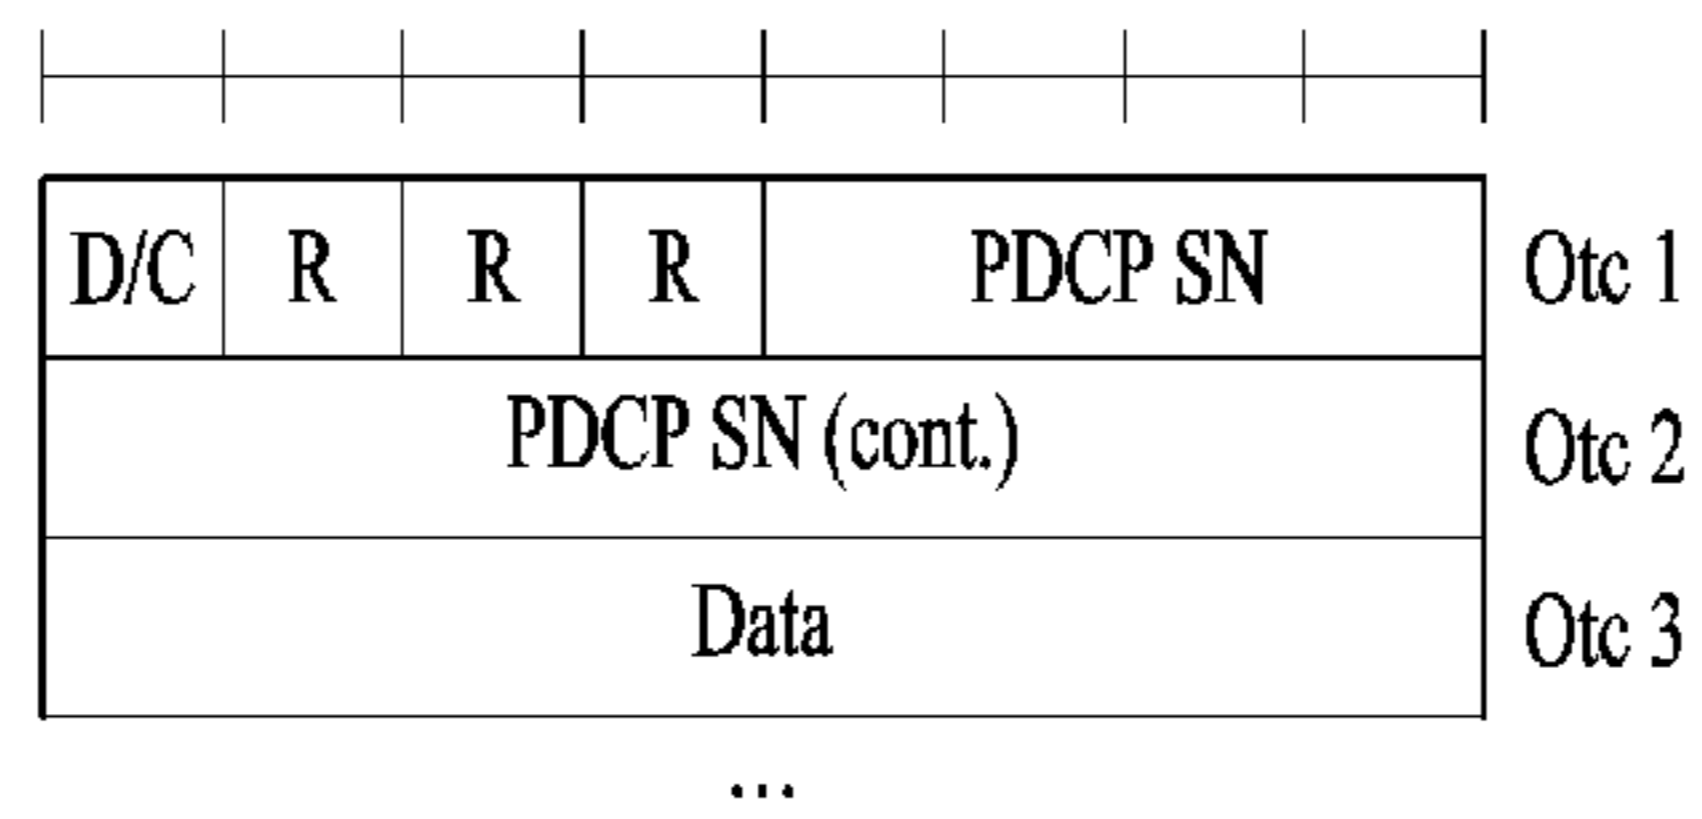 D/C R R R PDCP SN Otc 1
PDCP SN (cont.) Otc 2
Data Otc 3
...